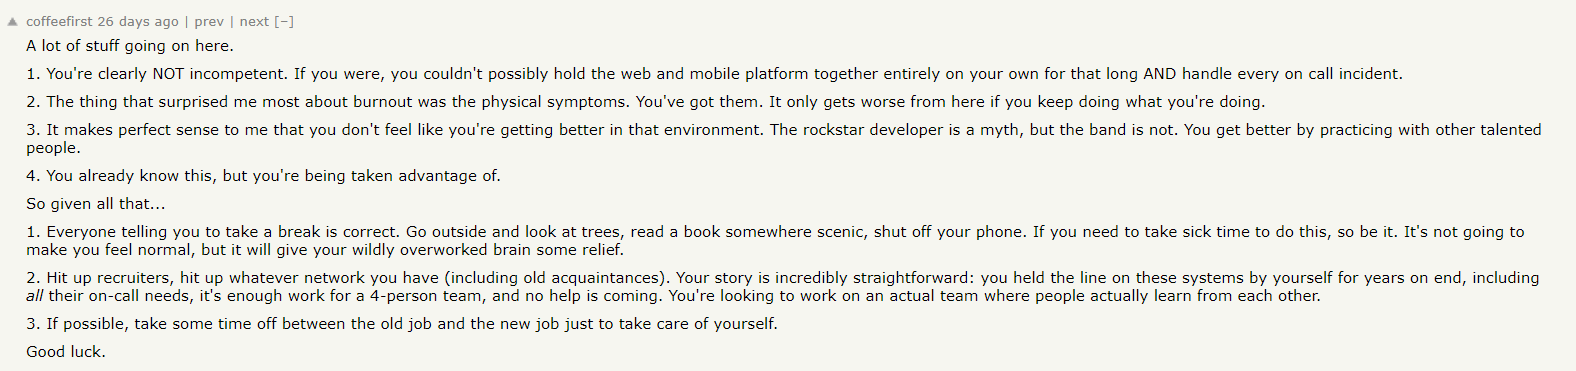 ▲ coffeefirst 26 days ago | prev | next [–]
A lot of stuff going on here.
1. You're clearly NOT incompetent. If you were, you couldn't possibly hold the web and mobile platform together entirely on your own for that long AND handle every on call incident.
2. The thing that surprised me most about burnout was the physical symptoms. You've got them. It only gets worse from here if you keep doing what you're doing.
3. It makes perfect sense to me that you don't feel like you're getting better in that environment. The rockstar developer is a myth, but the band is not. You get better by practicing with other talented
people.
4. You already know this, but you're being taken advantage of.
So given all that...
1. Everyone telling you to take a break is correct. Go outside and look at trees, read a book somewhere scenic, shut off your phone. If you need to take sick time to do this, so be it. It's not going to
make you feel normal, but it will give your wildly overworked brain some relief.
2. Hit up recruiters, hit up whatever network you have (including old acquaintances). Your story is incredibly straightforward: you held the line on these systems by yourself for years on end, including
all their on-call needs, it's enough work for a 4-person team, and no help is coming. You're looking to work on an actual team where people actually learn from each other.
3. If possible, take some time off between the old job and the new job just to take care of yourself.
Good luck.